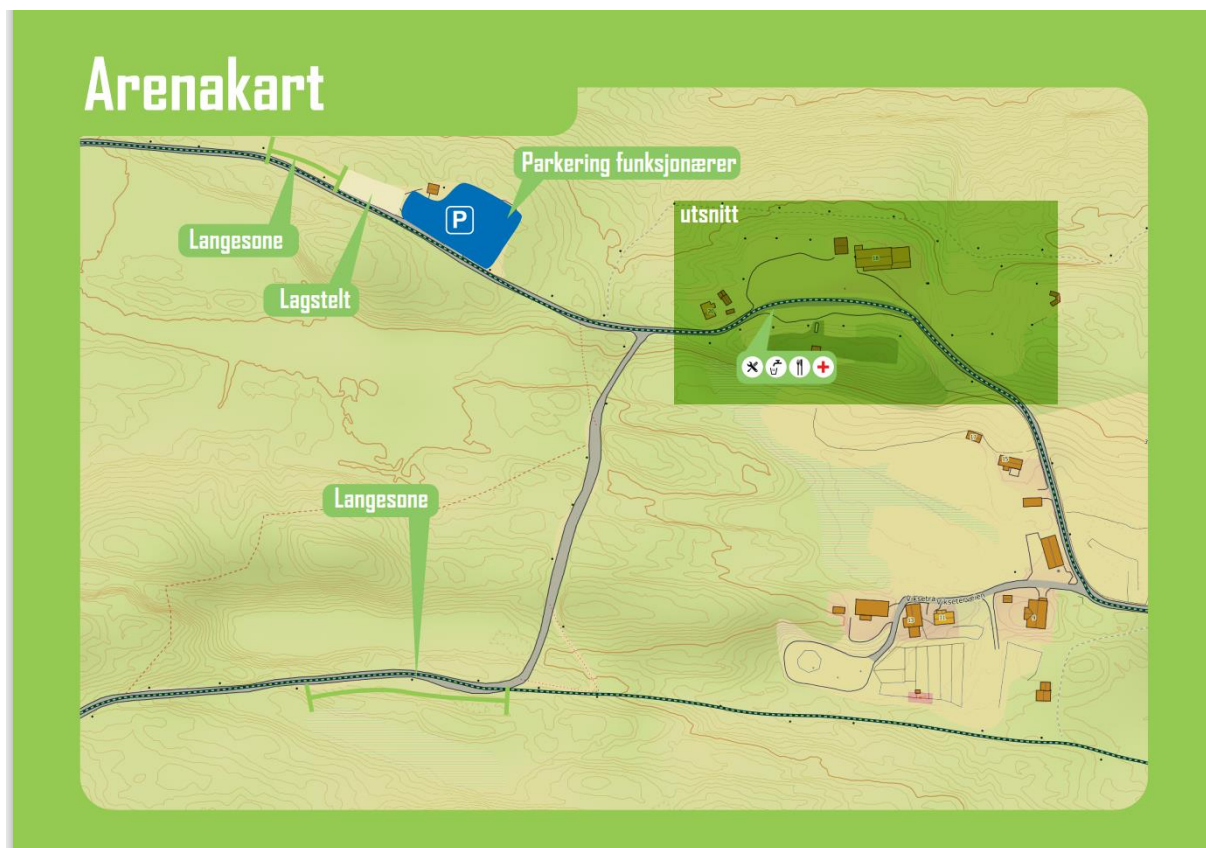 Arenakart
Parkering funksjonærer
P
utsnitt
Langesone
Lagstelt
Langesone